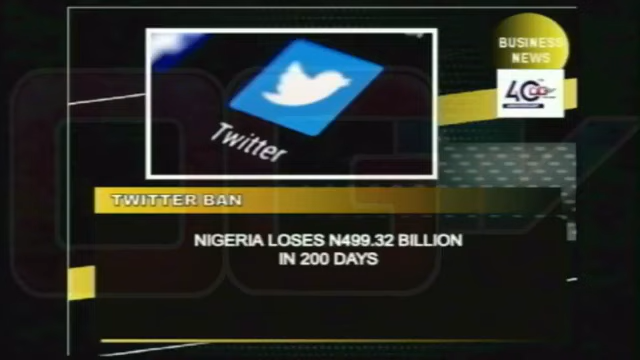 BUSINESS
NEWS
40
Twitter
TWITTER BAN
NIGERIA LOSES N499.32 BILLION
IN 200 DAYS